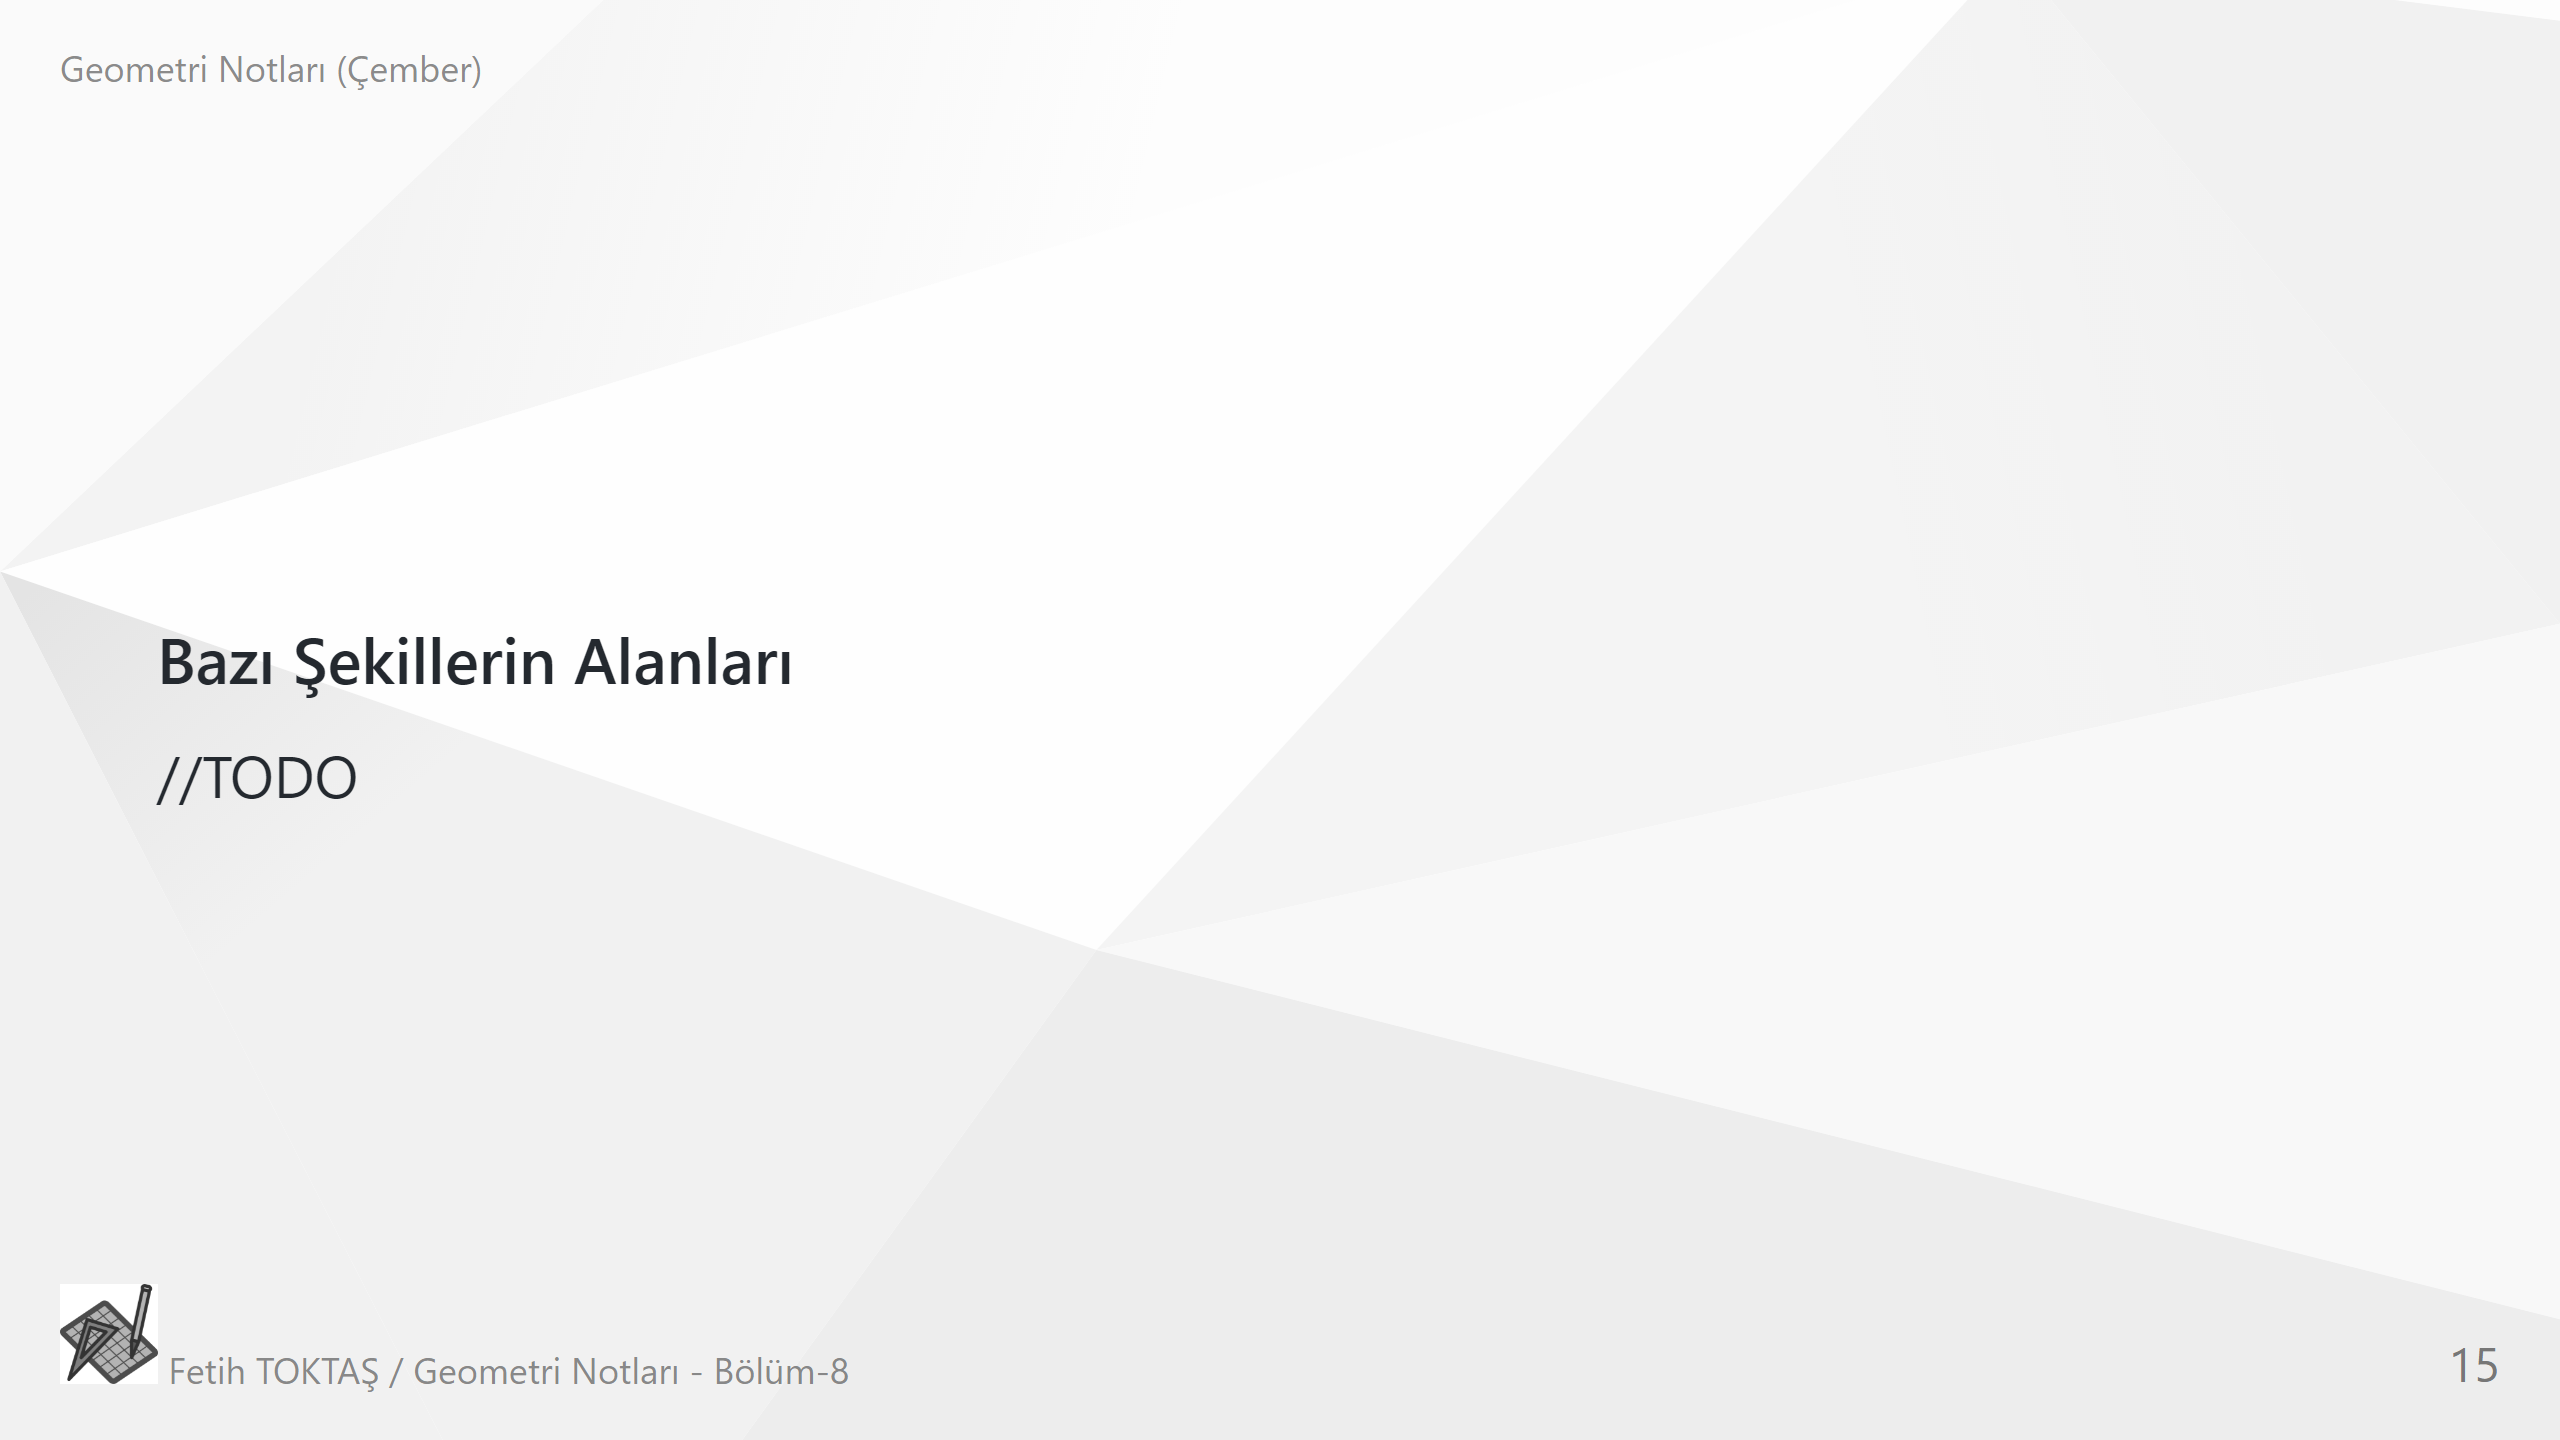 Geometri Notları (Çember)
Bazı Şekillerin Alanları
//TODO
Fetih TOKTAŞ / Geometri Notları - Bölüm-8
15